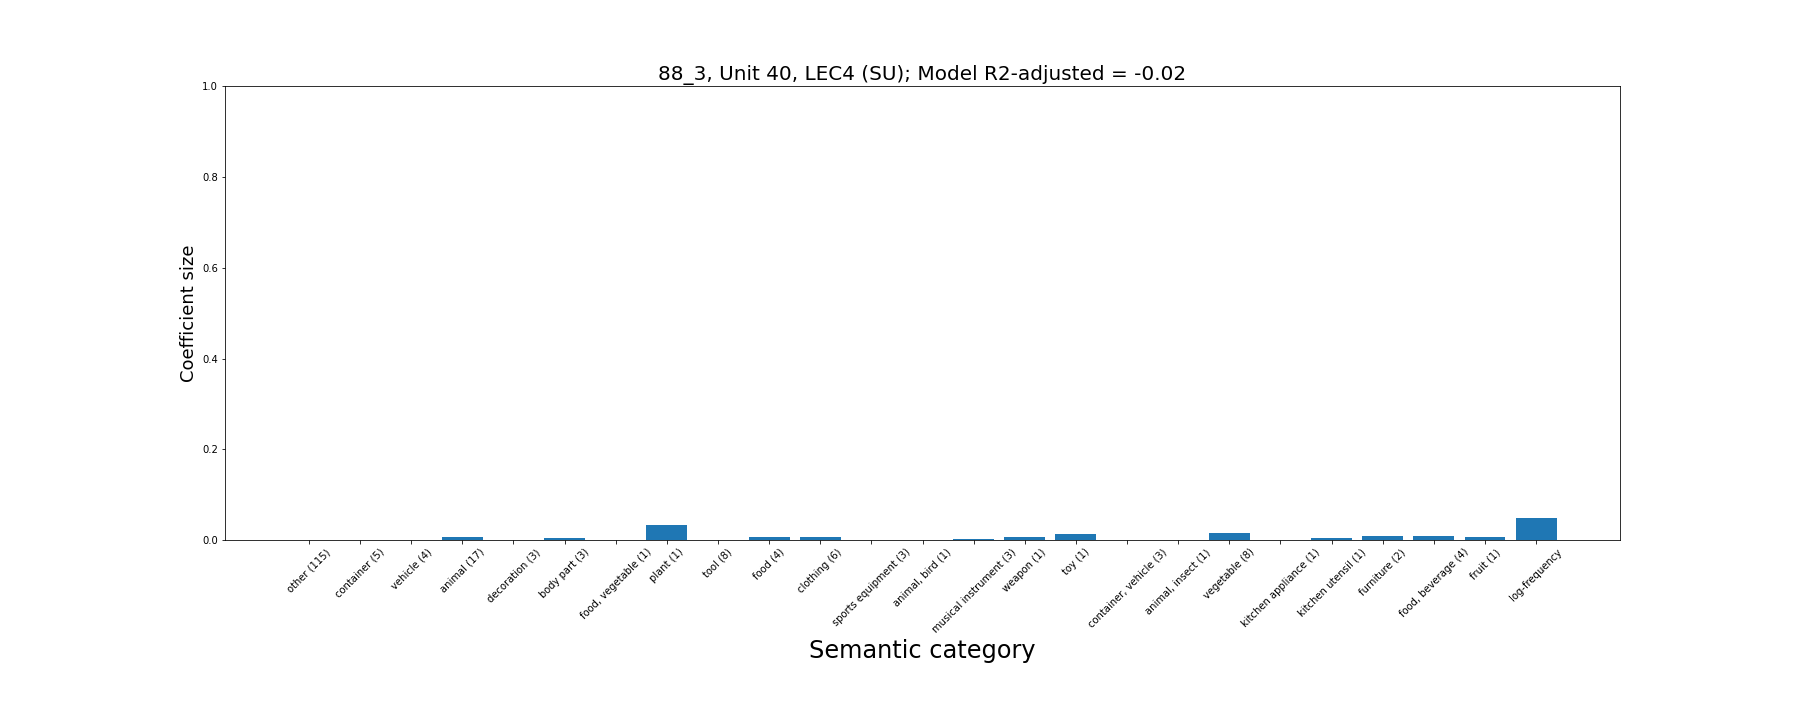 88_3, Unit 40, LEC4 (SU); Model R2-adjusted = -0.02
1.0
0.8
0.6
0.4
0.2
0.0
Coefficient size
other (115)
container (5)
vehicle (4)
animal (17)
decoration (3)
body part (3)
food, vegetable (1)
plant (1)
tool (8)
food (4)
clothing (6)
sports equipment (3)
animal, bird (1)
musical instrument (3)
weapon (1)
toy (1)
container, vehicle (3)
animal, insect (1)
vegetable (8)
kitchen appliance (1)
kitchen utensil (1)
furniture (2)
food, beverage (4)
fruit (1)
log-frequency
Semantic category